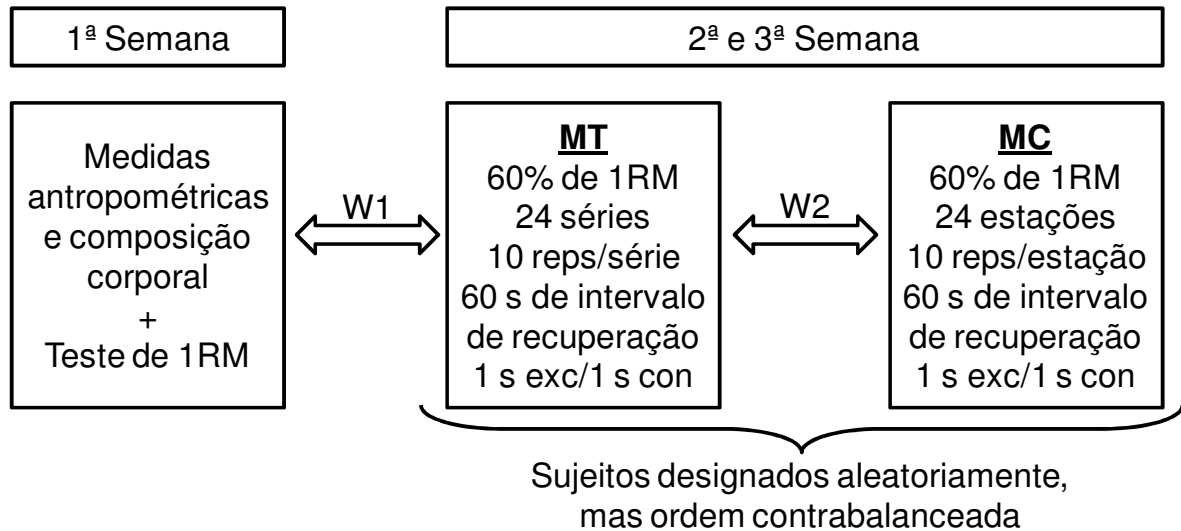 1ª Semana
2ª e 3ª Semana
Medidas
antropométricas
e composição
corporal
+
Teste de 1RM
W1
MT
60% de 1RM
24 séries
10 reps/série
60 s de intervalo
de recuperação
1 s exc/1 s con
W2
MC
60% de 1RM
24 estações
10 reps/estação
60 s de intervalo
de recuperação
1 s exc/1 s con
Sujeitos designados aleatoriamente,
mas ordem contrabalanceada